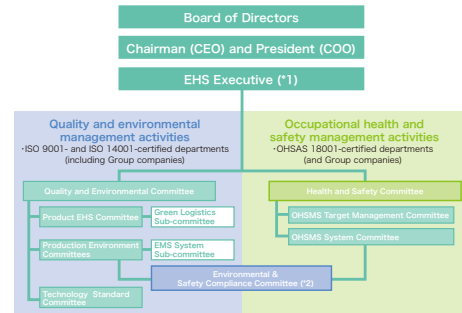 Board of Directors
Chairman (CEO) and President (COO)
EHS Executive (*1)
Quality and environmental
management activities
・ISO 9001- and ISO 14001-certified departments
(including Group companies)
Occupational health and
safety management activities
・OHSAS 18001-certified departments
(and Group companies)
Quality and Environmental Committee
Health and Safety Committee
Product EHS Committee
Green Logistics
Sub-committee
OHSMS Target Management Committee
Production Environment
Committees
EMS System
Sub-committee
OHSMS System Committee
Environmental &
Safety Compliance Committee (*2)
Technology Standard
Committee